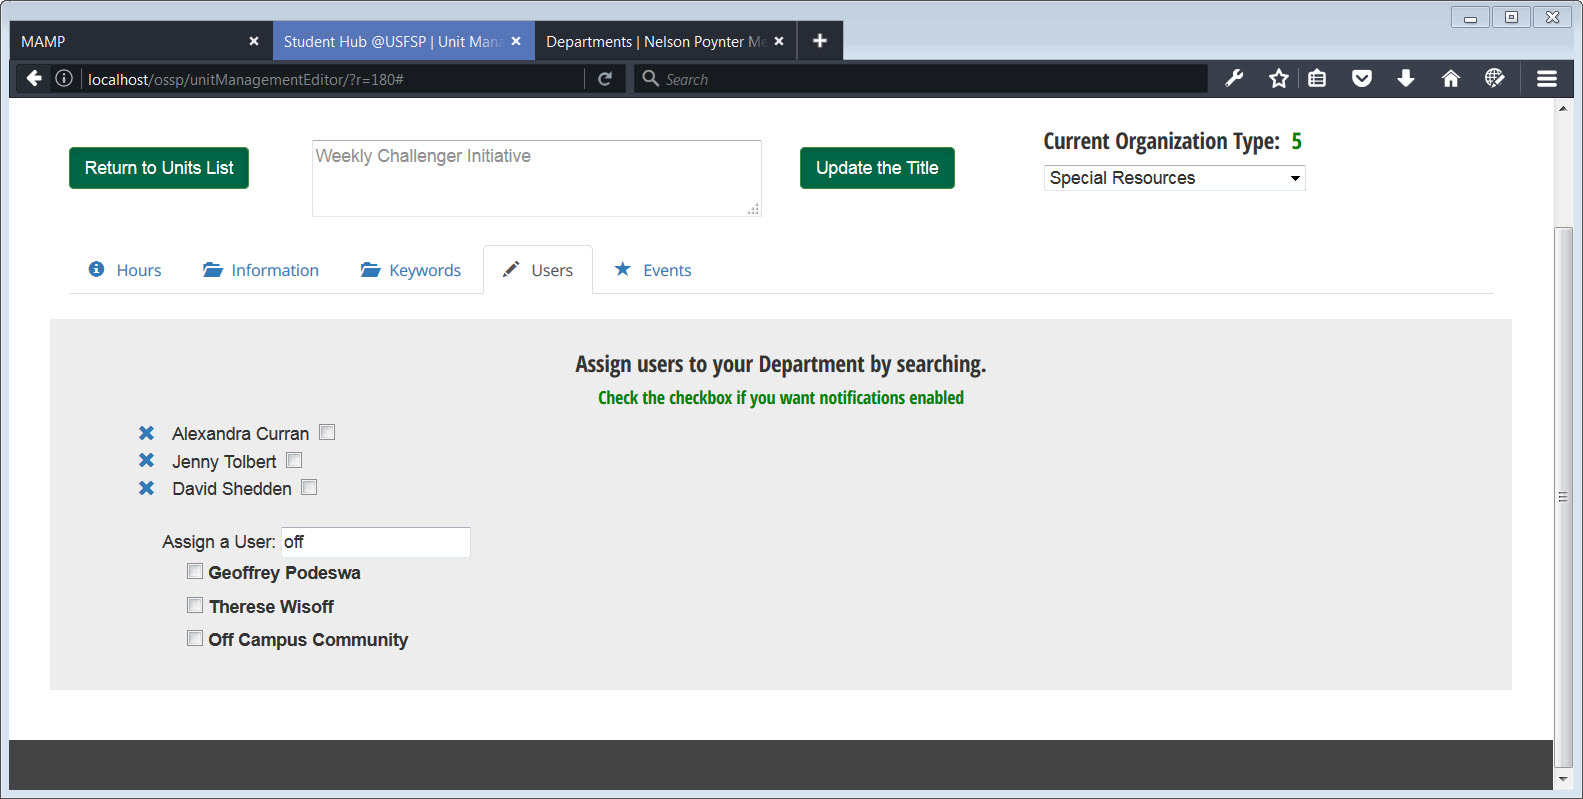 MAMP
Student Hub @USFSP | Unit Mana
Departments | Nelson Poynter Me
localhost/ossp/unitManagementEditor/?r=180#
Search
Return to Units List
Weekly Challenger Initiative
Update the Title
Current Organization Type: 5
Special Resources
Hours
Information
Keywords
Users
Events
Assign users to your Department by searching.
Check the checkbox if you want notifications enabled
Alexandra Curran
Jenny Tolbert
David Shedden
Assign a User: off
Geoffrey Podeswa
Therese Wisoff
Off Campus Community